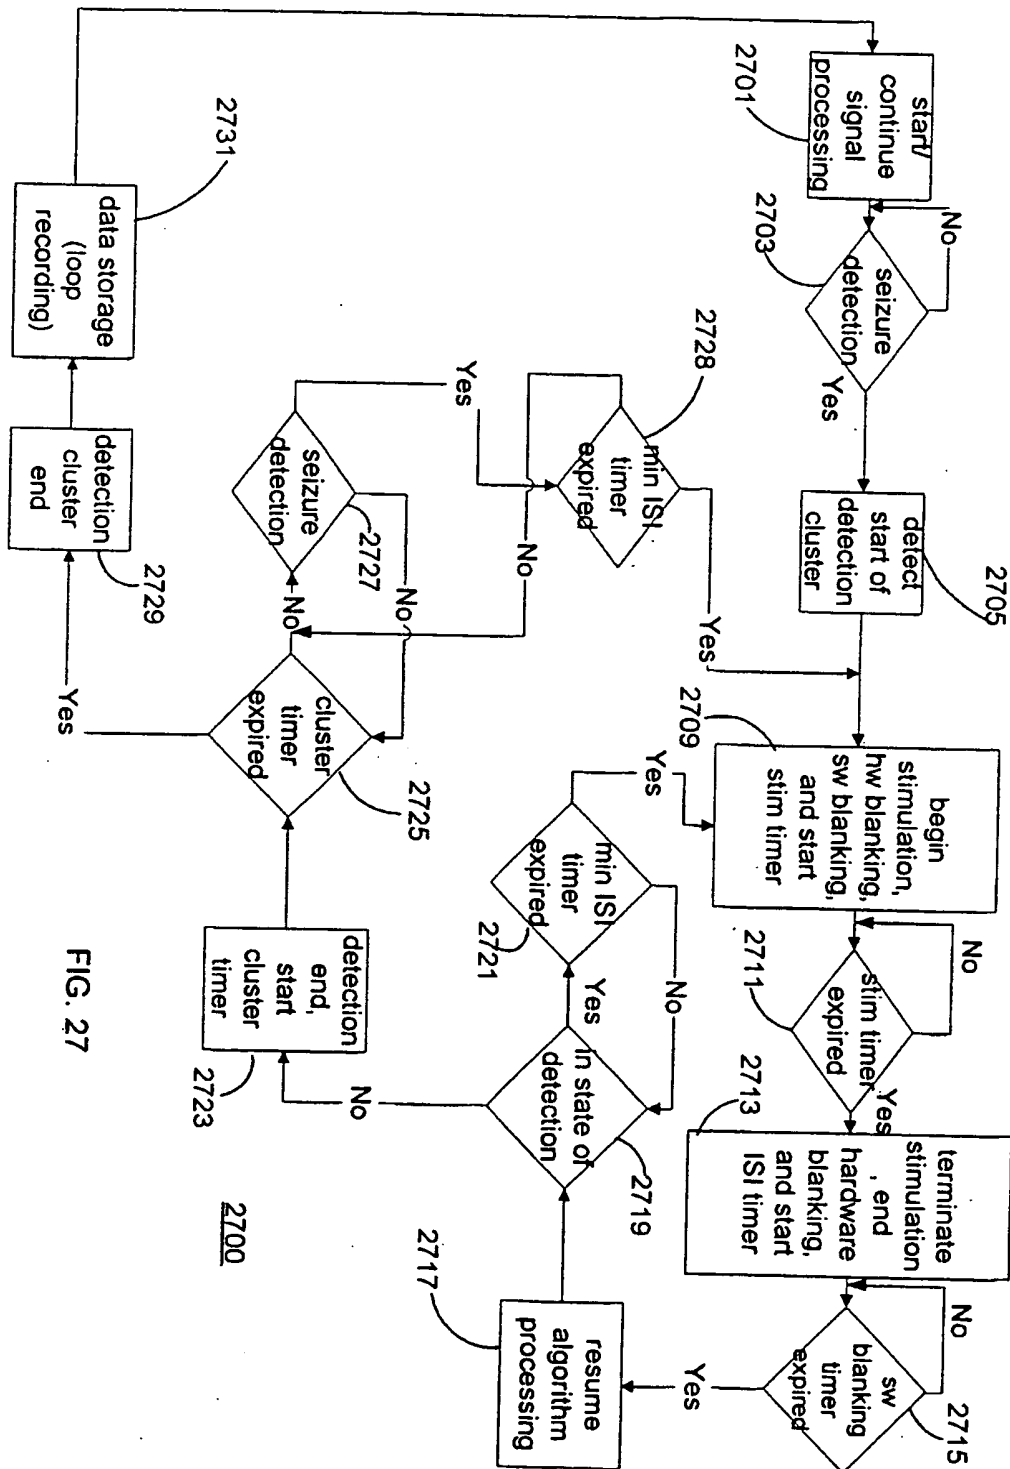 start/
continue
signal
processing
2701
No
seizure
detection
2703
Yes
detect
start of
detection
cluster
2705
begin
stimulation,
hw blanking,
sw blanking,
and start
stim timer
2709
No
stim timer
expired
2711
Yes
terminate
stimulation
, end
hardware
blanking,
and start
ISI timer
2713
No
sw
blanking
timer
expired
2715
Yes
resume
algorithm
processing
2717
in state of
detection
2719
Yes
No
min ISI
timer
expired
2721
Yes
No
detection
end,
start
cluster
timer
2723
cluster
timer
expired
2725
No
Yes
seizure
detection
2727
No
Yes
min ISI
timer
expired
2728
No
Yes
detection
cluster
end
2729
data storage
(loop
recording)
2731
2700
FIG. 27